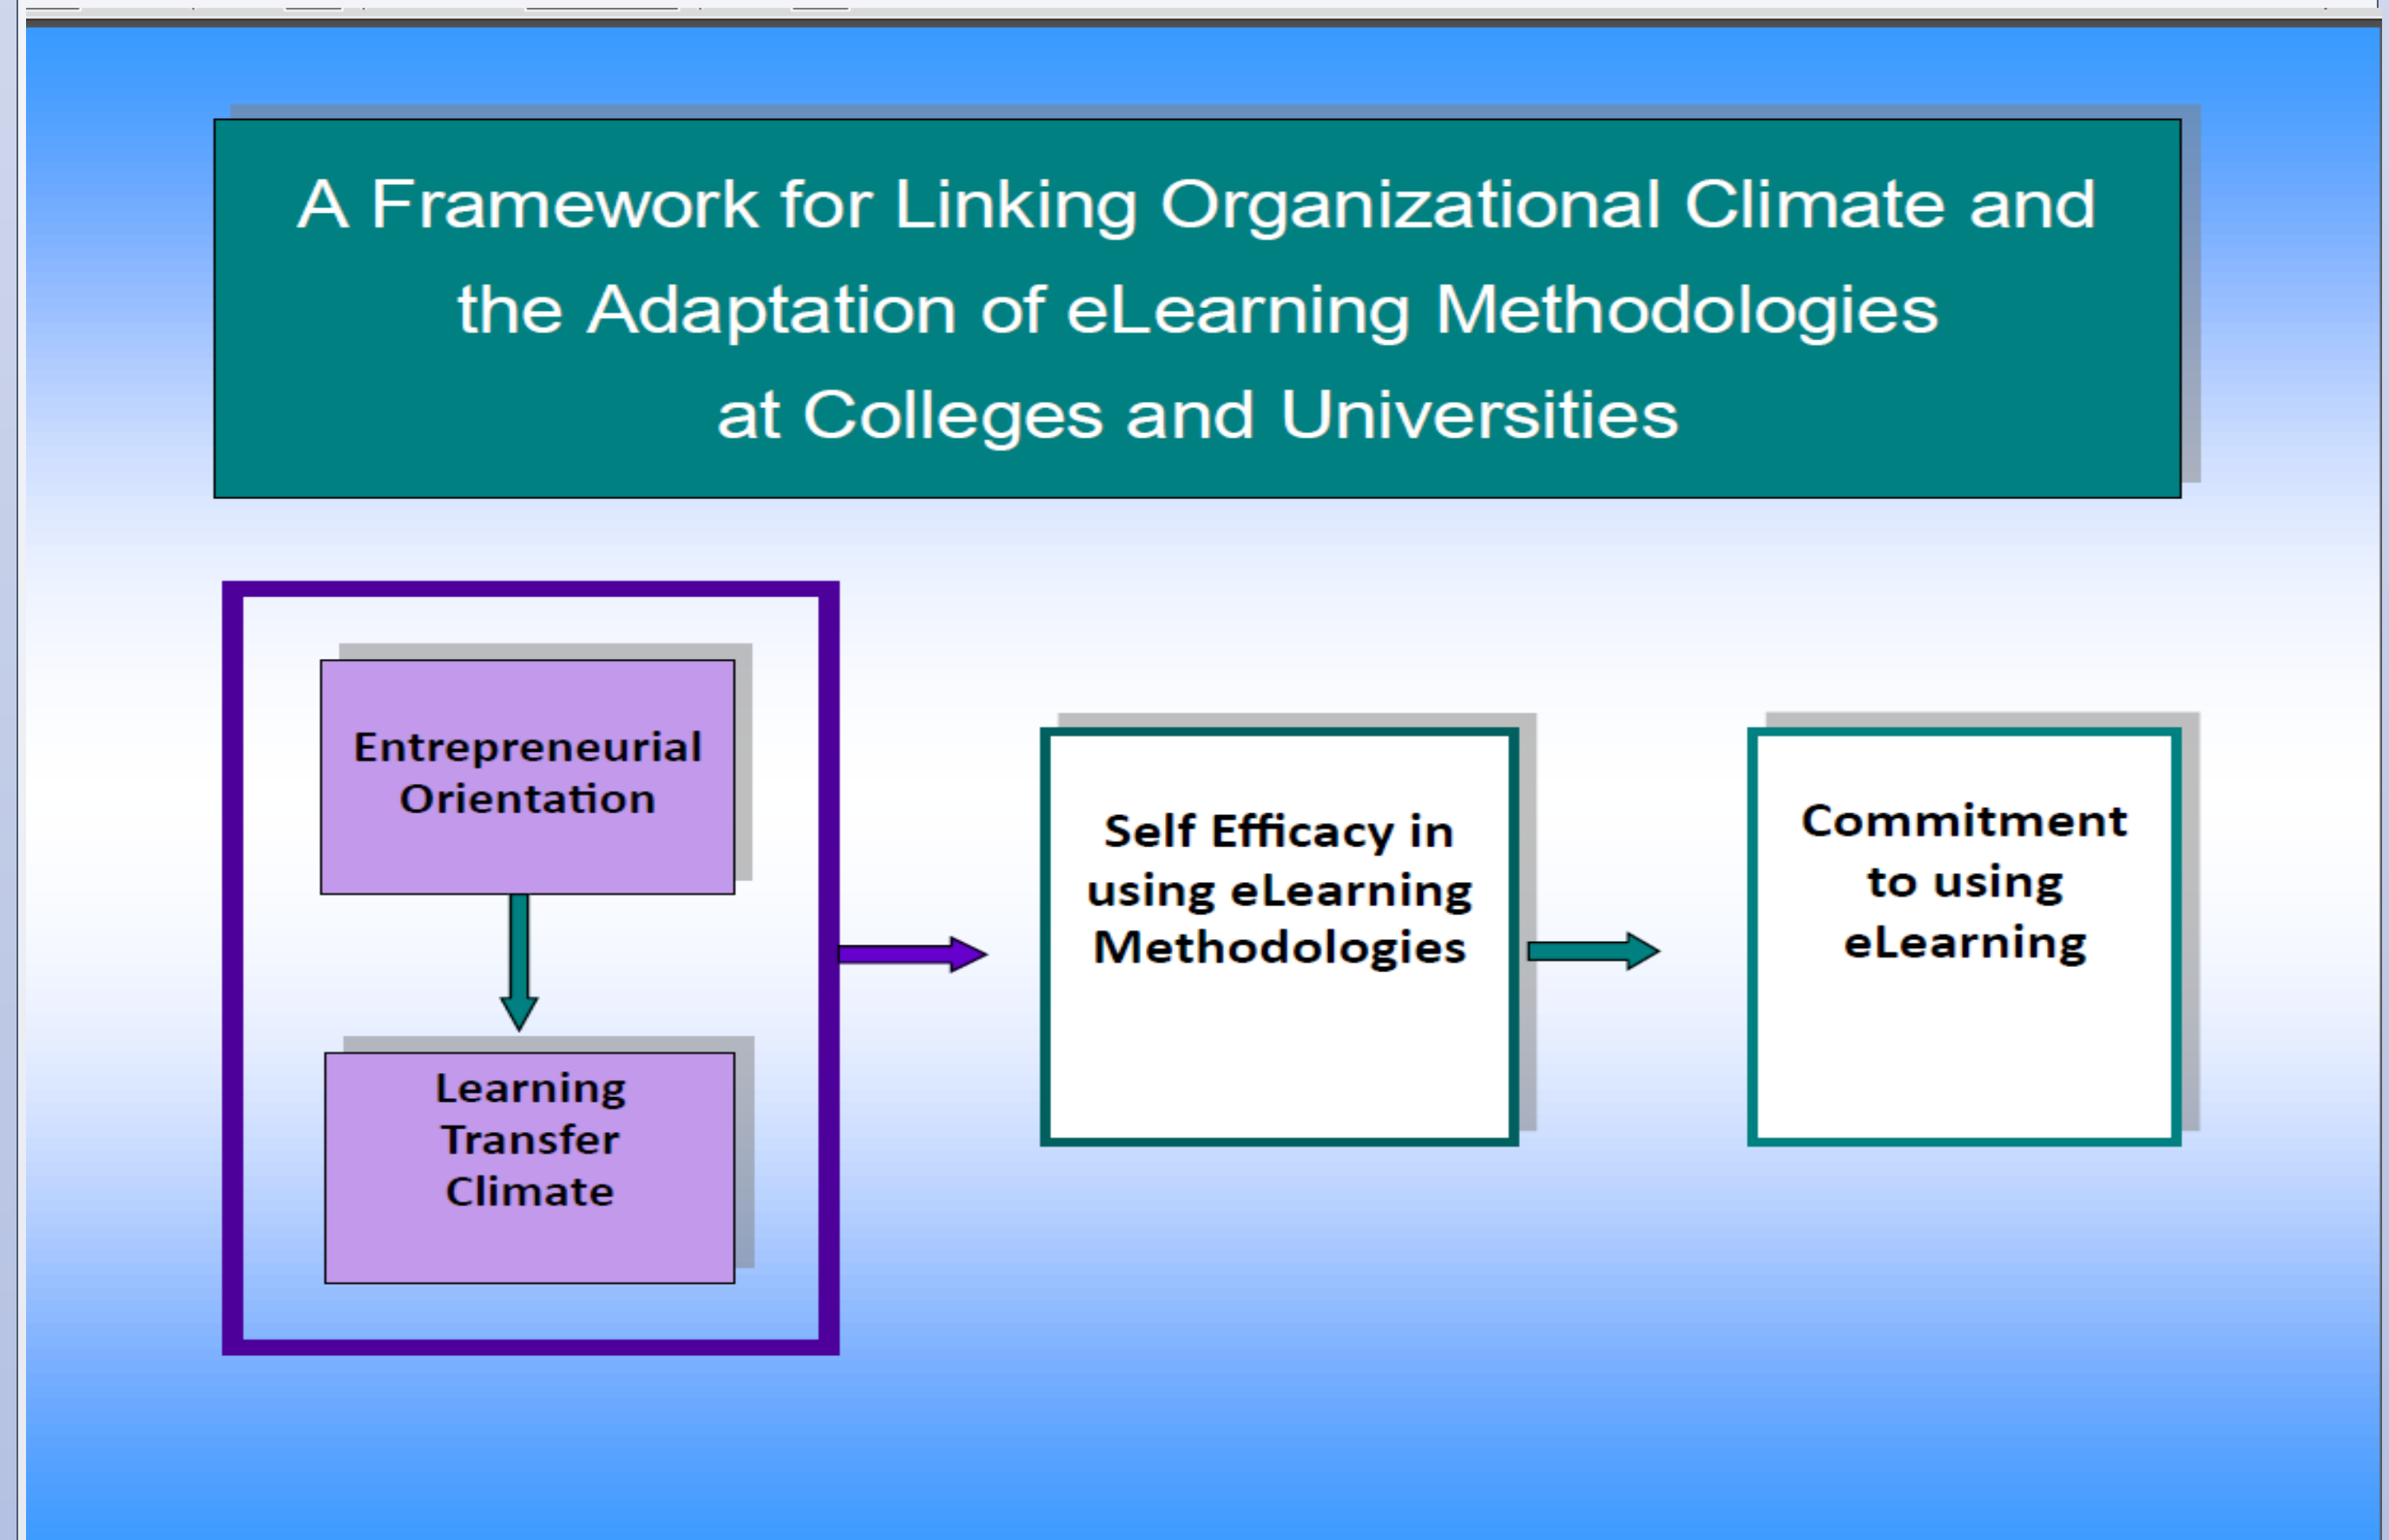 A Framework for Linking Organizational Climate and
the Adaptation of eLearning Methodologies
at Colleges and Universities
Entrepreneurial
Orientation
Learning
Transfer
Climate
Self Efficacy in
using eLearning
Methodologies
Commitment
to using
eLearning